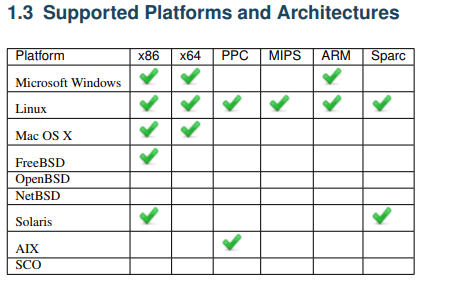 1.3 Supported Platforms and Architectures
Platform x86 x64 PPC MIPS ARM Sparc
Microsoft Windows ✔ ✔ ✔
Linux ✔ ✔ ✔ ✔ ✔ ✔
Mac OS X ✔ ✔
FreeBSD ✔
OpenBSD
NetBSD
Solaris ✔ ✔
AIX ✔
SCO